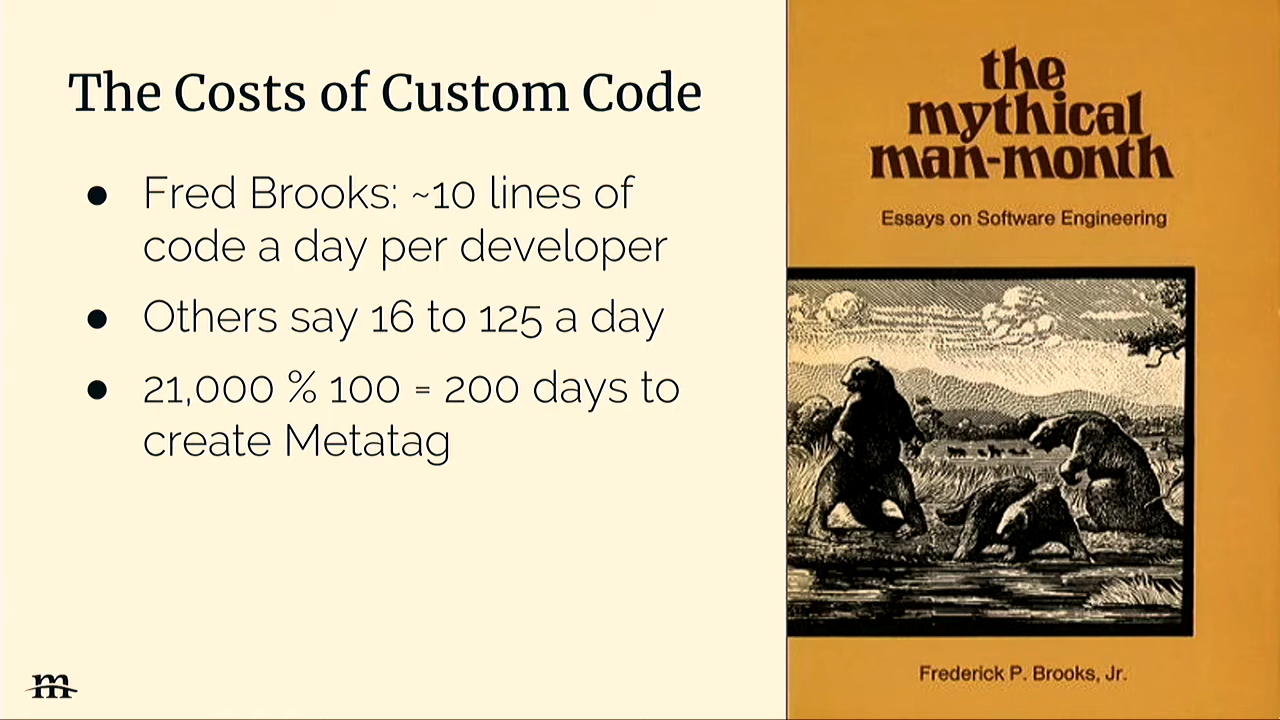 The Costs of Custom Code
● Fred Brooks: ~10 lines of
code a day per developer
● Others say 16 to 125 a day
● 21,000 % 100 = 200 days to
create Metatag
m
the
mythical
man-month
Essays on Software Engineering
Frederick P. Brooks, Jr.